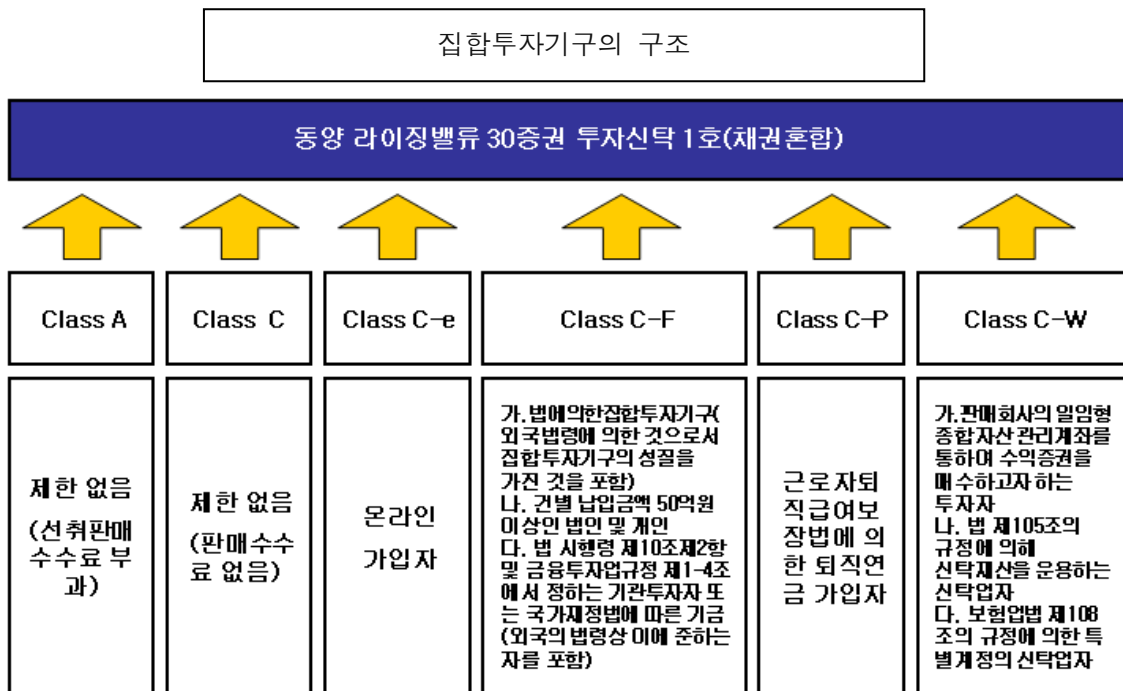 집합투자기구의 구조
동양 라이징밸류 30증권 투자신탁 1호(채권혼합)
Class A
Class C
Class C-e
Class C-F
Class C-P
Class C-W
제한 없음
(선취판매
수수료 부
과)
제한 없음
(판매수수
료 없음)
온라인
가입자
가.법에의한집합투자기구(
외국법령에 의한 것으로서
집합투자기구의 성질을
가진 것을 포함)
나. 건별 납입금액 50억원
이상인 법인 및 개인
다. 법 시행령 제10조제2항
및 금융투자업규정 제1-4조
에서 정하는 기관투자자 또
는 국가재정법에 따른 기금
(외국의 법령상 이에 준하는
자를 포함)
근로자퇴
직급여보
장법에 의
한 퇴직연
금 가입자
가.판매회사의 일임형
종합자산관리계좌를
통하여 수익증권을
매수하고자 하는
투자자
나. 법 제105조의
규정에 의해
신탁재산을 운용하는
신탁업자
다. 보험업법 제108
조의 규정에 의한 특
별계정의 신탁업자